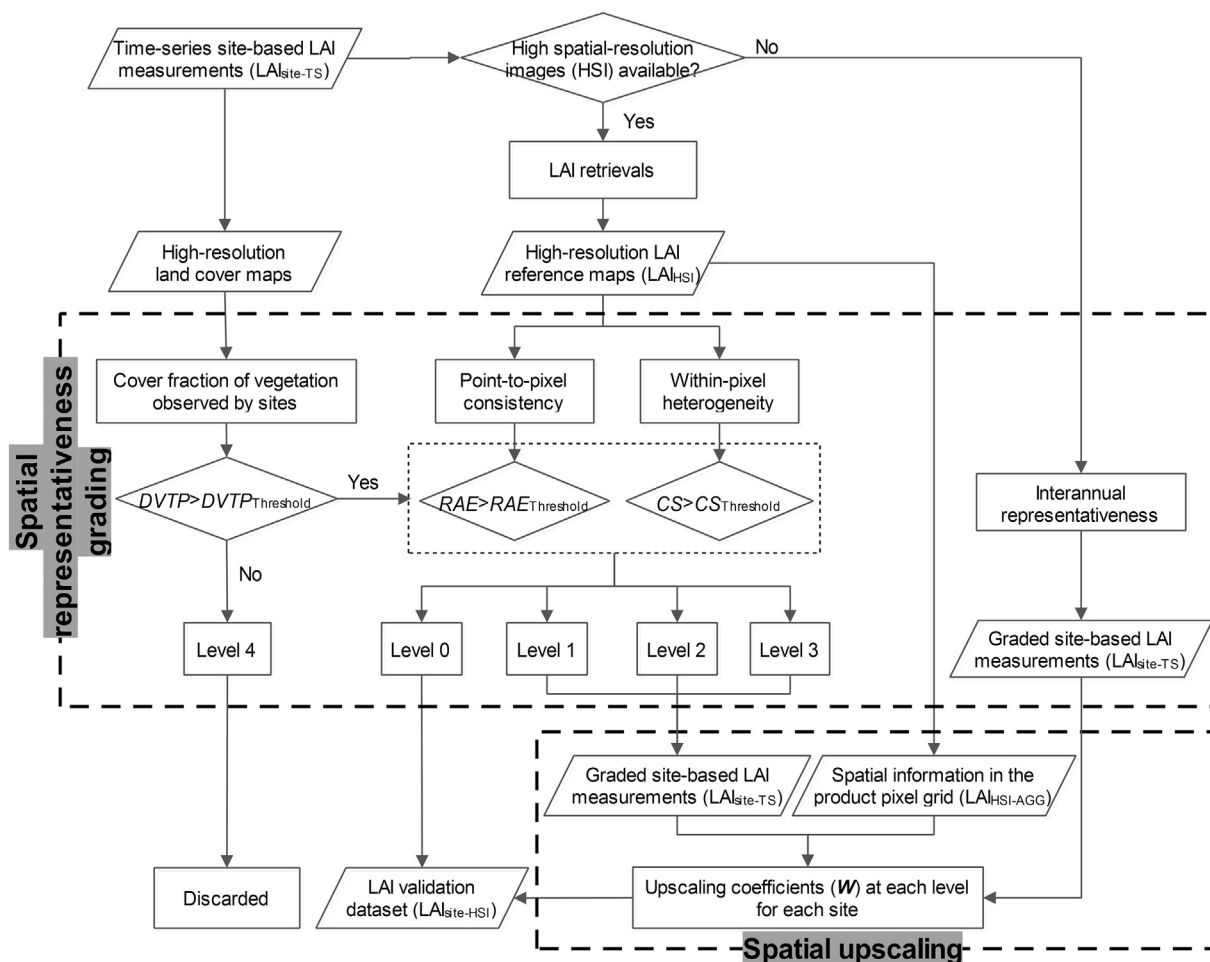 Time-series site-based LAI
measurements (LAIsite-TS)
High spatial-resolution
images (HSI) available?
No
Yes
LAI retrievals
High-resolution
land cover maps
High-resolution LAI
reference maps (LAIHSI)
Spatial
representativeness
grading
Cover fraction of vegetation
observed by sites
Point-to-pixel
consistency
Within-pixel
heterogeneity
DVTP>DVTPThreshold
Yes
RAE>RAEThreshold
CS>CSThreshold
Interannual
representativeness
No
Level 4
Level 0
Level 1
Level 2
Level 3
Graded site-based LAI
measurements (LAIsite-TS)
Graded site-based LAI
measurements (LAIsite-TS)
Spatial information in the
product pixel grid (LAIHSI-AGG)
Discarded
LAI validation
dataset (LAIsite-HSI)
Upscaling coefficients (W) at each level
for each site
Spatial upscaling